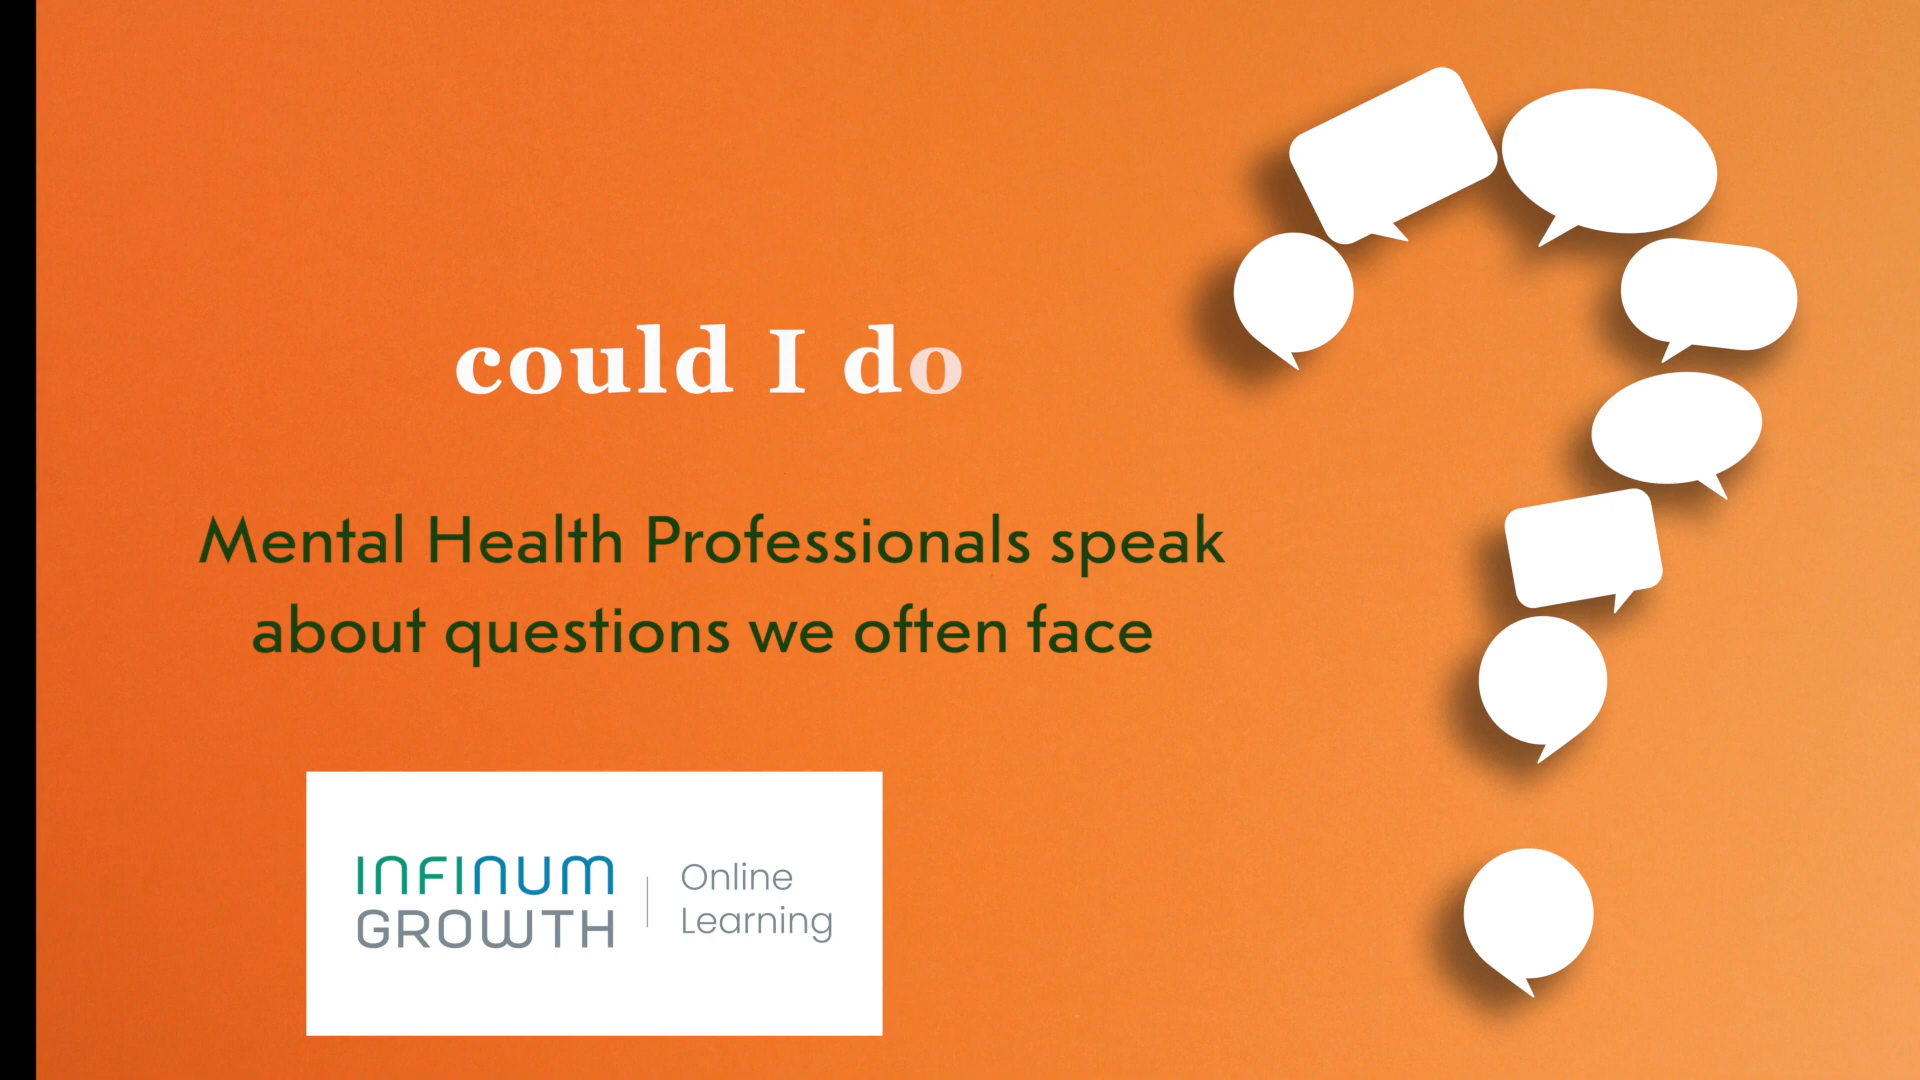 could I do
Mental Health Professionals speak
about questions we often face
INFINUM
GROWTH
Online
Learning